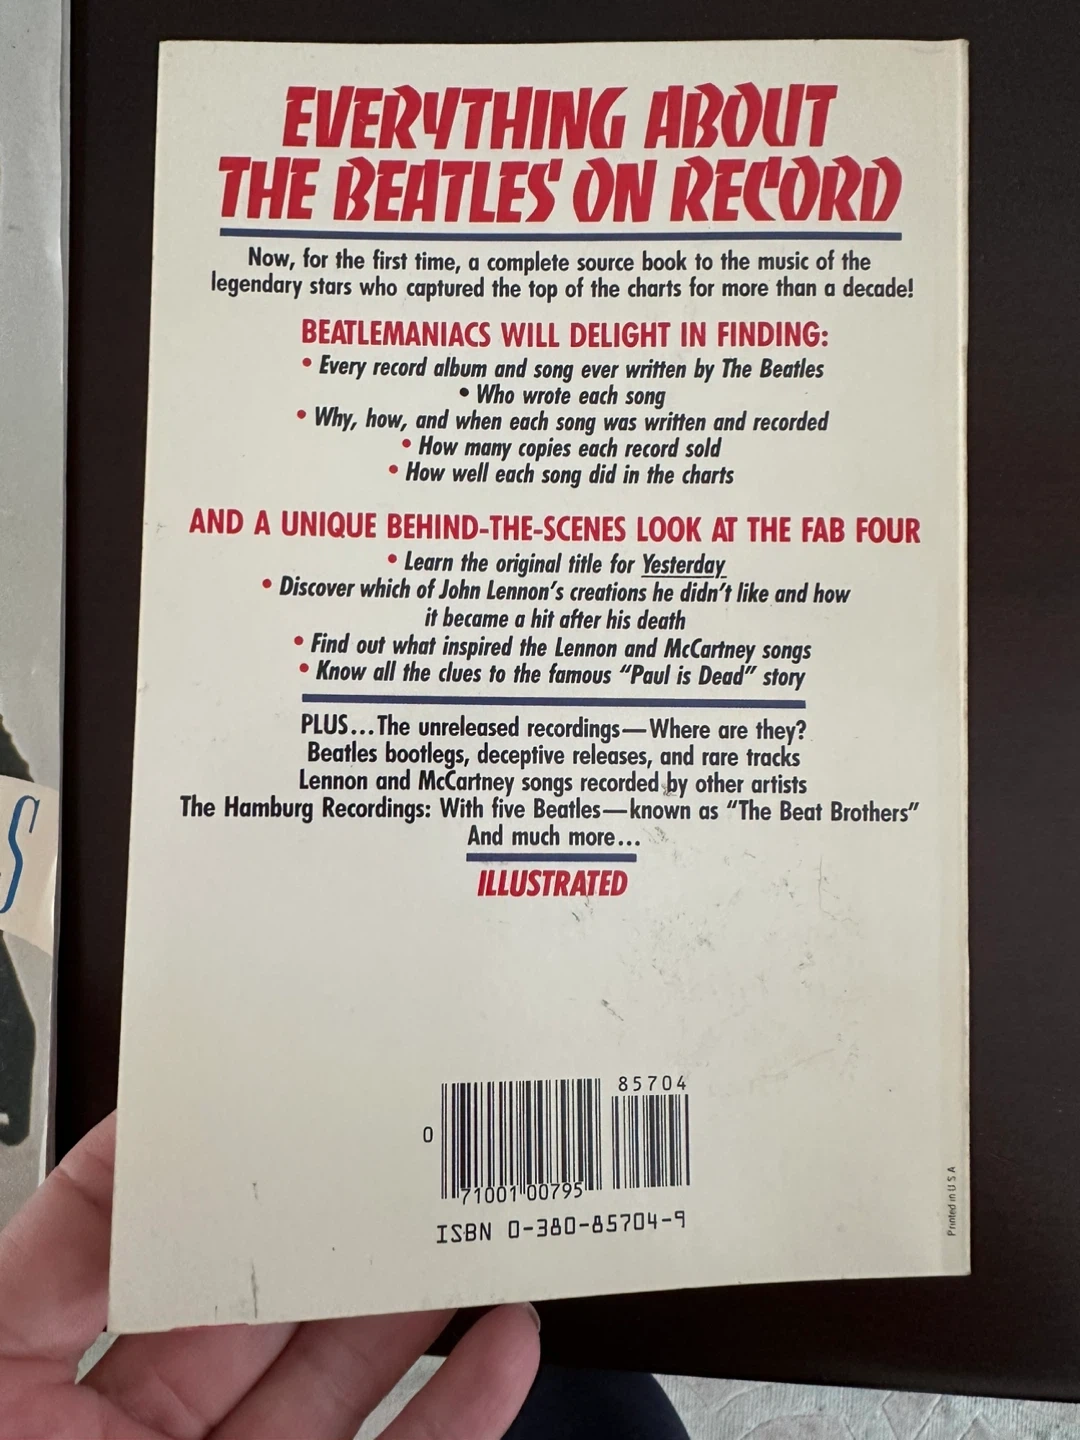 EVERYTHING ABOUT
THE BEATLES ON RECORD
Now, for the first time, a complete source book to the music of the
legendary stars who captured the top of the charts for more than a decade!
BEATLEMANIACS WILL DELIGHT IN FINDING:
• Every record album and song ever written by The Beatles
• Who wrote each song
• Why, how, and when each song was written and recorded
• How many copies each record sold
• How well each song did in the charts
AND A UNIQUE BEHIND-THE-SCENES LOOK AT THE FAB FOUR
• Learn the original title for Yesterday
• Discover which of John Lennon's creations he didn't like and how
it became a hit after his death
• Find out what inspired the Lennon and McCartney songs
• Know all the clues to the famous "Paul is Dead" story
PLUS...The unreleased recordings—Where are they?
Beatles bootlegs, deceptive releases, and rare tracks
Lennon and McCartney songs recorded by other artists
The Hamburg Recordings: With five Beatles—known as "The Beat Brothers"
And much more...
ILLUSTRATED
85704
0
71001 00795
ISBN 0-380-85704-9
Printed in U S A
S